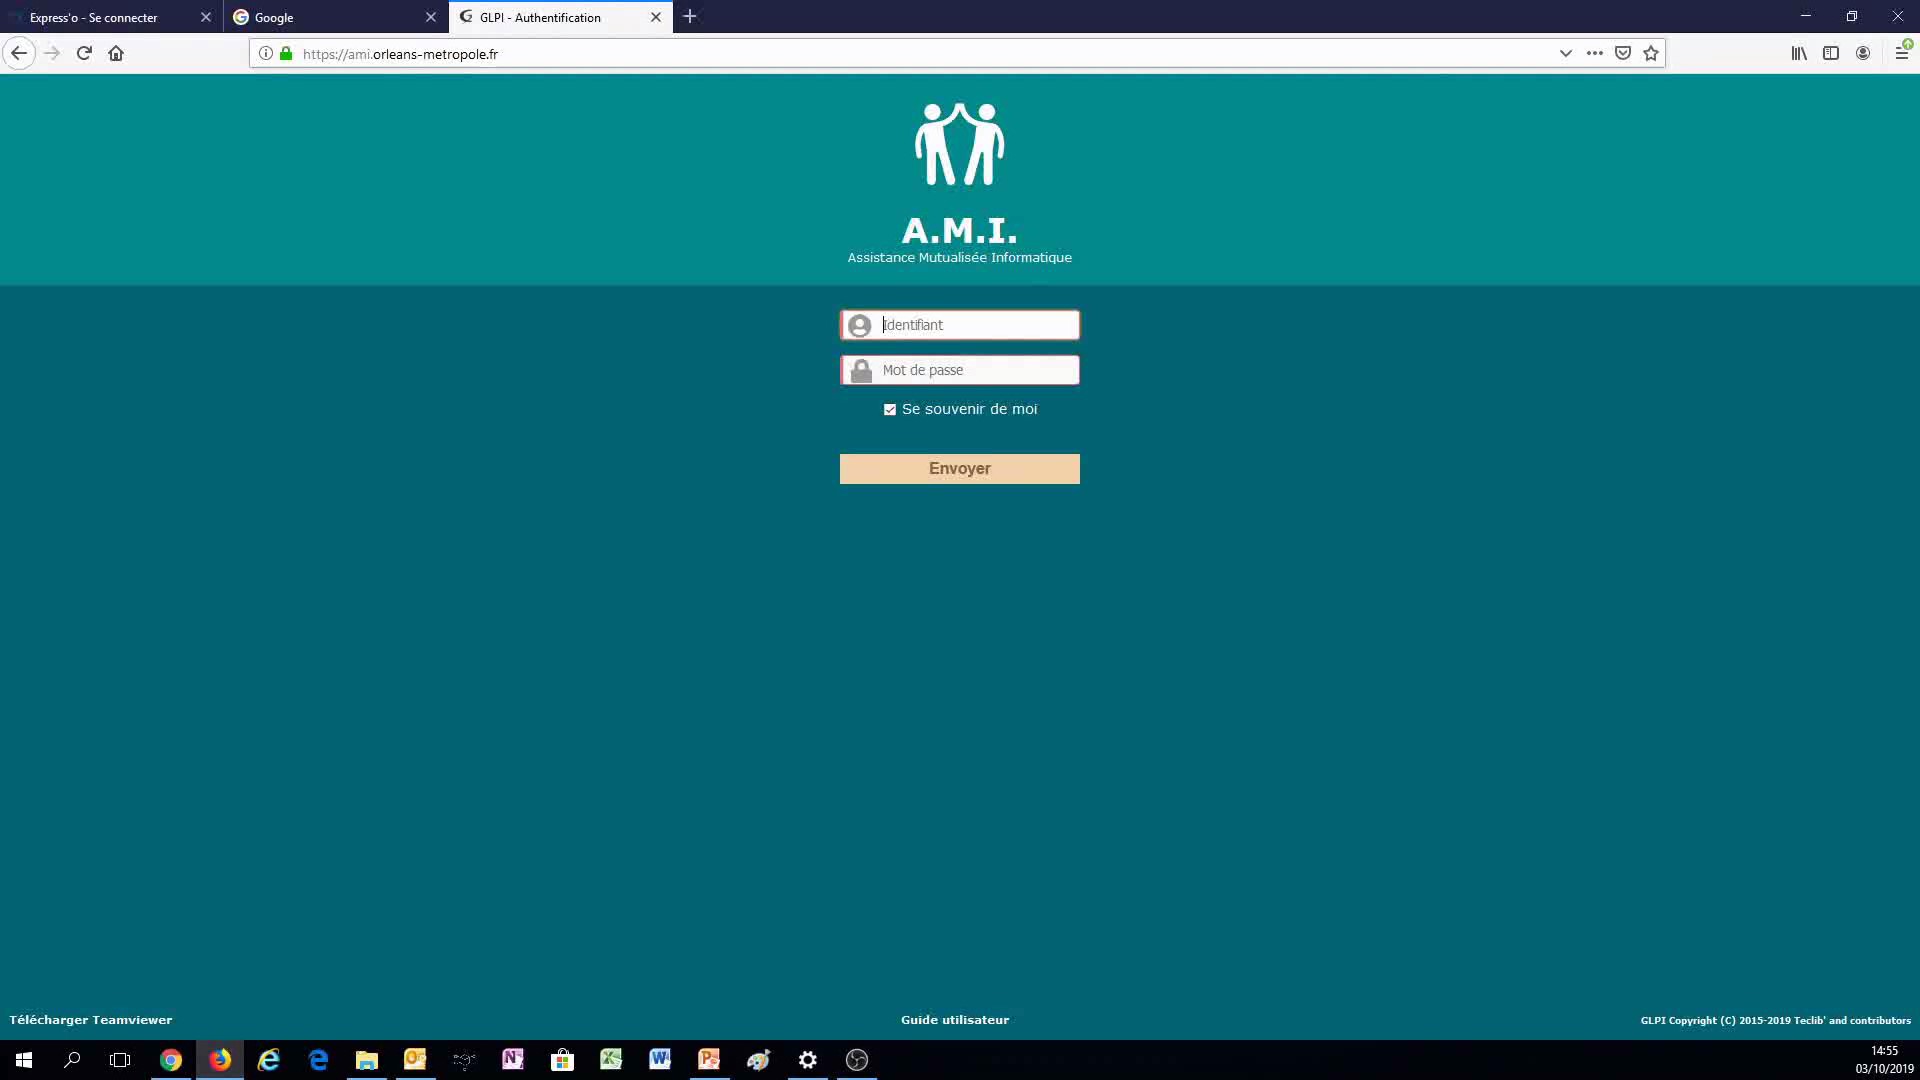 Express'o - Se connecter
Google
GLPI - Authentification
https://ami.orleans-metropole.fr
A.M.I.
Assistance Mutualisée Informatique
Identifiant
Mot de passe
Se souvenir de moi
Envoyer
Télécharger Teamviewer
Guide utilisateur
GLPI Copyright (C) 2015-2019 Teclib' and contributors
14:55
03/10/2019